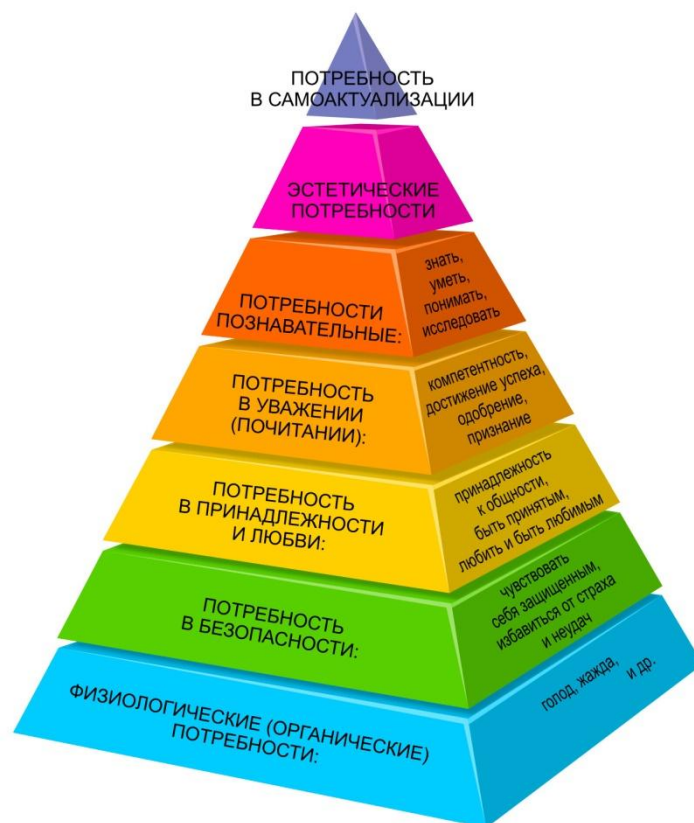 ПОТРЕБНОСТЬ
В САМОАКТУАЛИЗАЦИИ
ЭСТЕТИЧЕСКИЕ
ПОТРЕБНОСТИ
ПОТРЕБНОСТИ
ПОЗНАВАТЕЛЬНЫЕ:
знать,
уметь,
понимать,
исследовать
ПОТРЕБНОСТЬ
В УВАЖЕНИИ
(ПОЧИТАНИИ):
компетентность,
достижение успеха,
одобрение,
признание
ПОТРЕБНОСТЬ
В ПРИНАДЛЕЖНОСТИ
И ЛЮБВИ:
принадлежность
к общности,
быть принятым,
любить и быть любимым
ПОТРЕБНОСТЬ
В БЕЗОПАСНОСТИ:
чувствовать
себя защищенным,
избавиться от страха
и неудач
ФИЗИОЛОГИЧЕСКИЕ (ОРГАНИЧЕСКИЕ)
ПОТРЕБНОСТИ:
голод, жажда, и др.